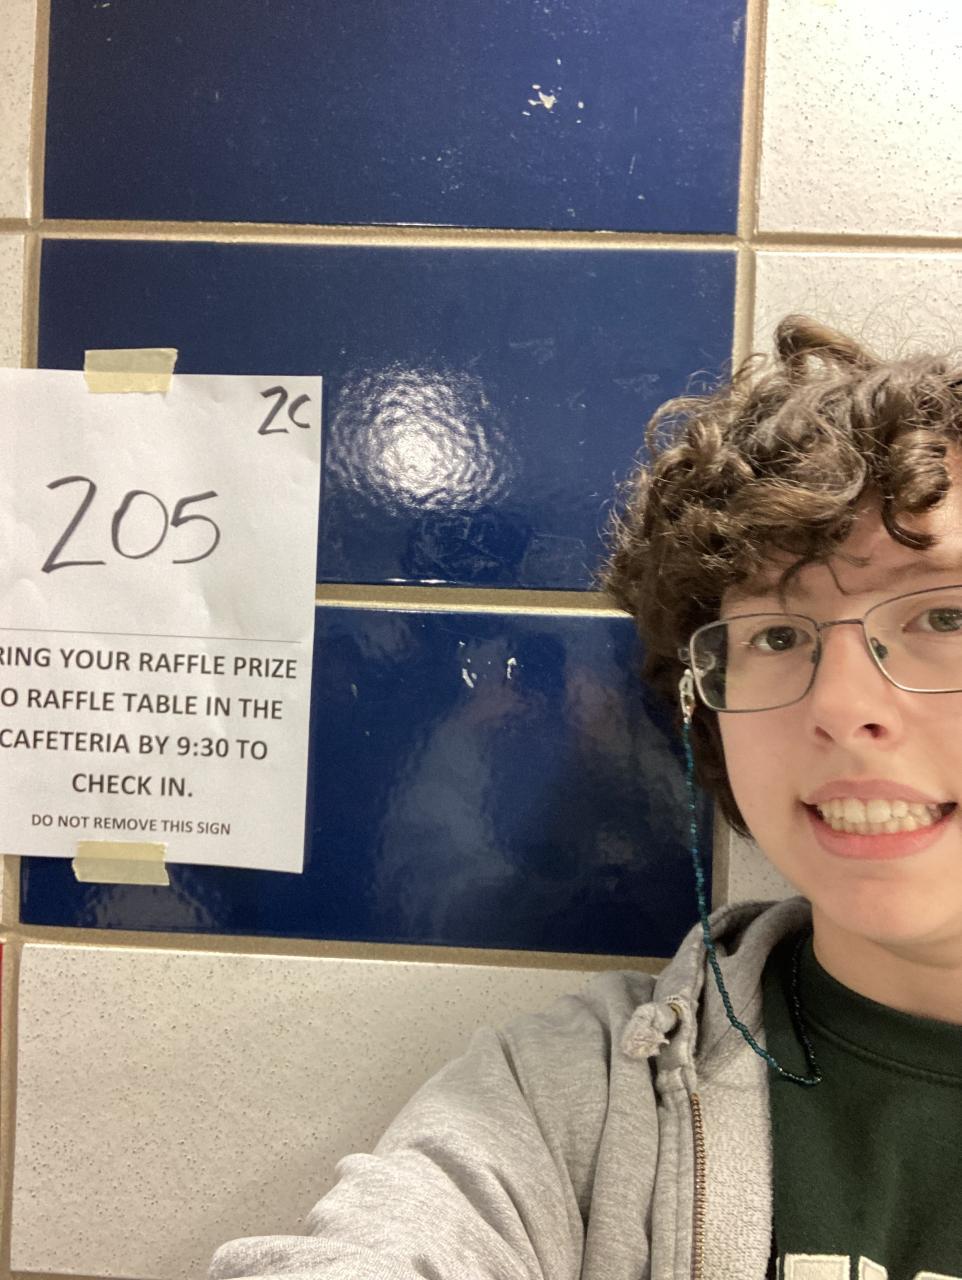 2C
205
RING YOUR RAFFLE PRIZE
O RAFFLE TABLE IN THE
CAFETERIA BY 9:30 TO
CHECK IN.
DO NOT REMOVE THIS SIGN